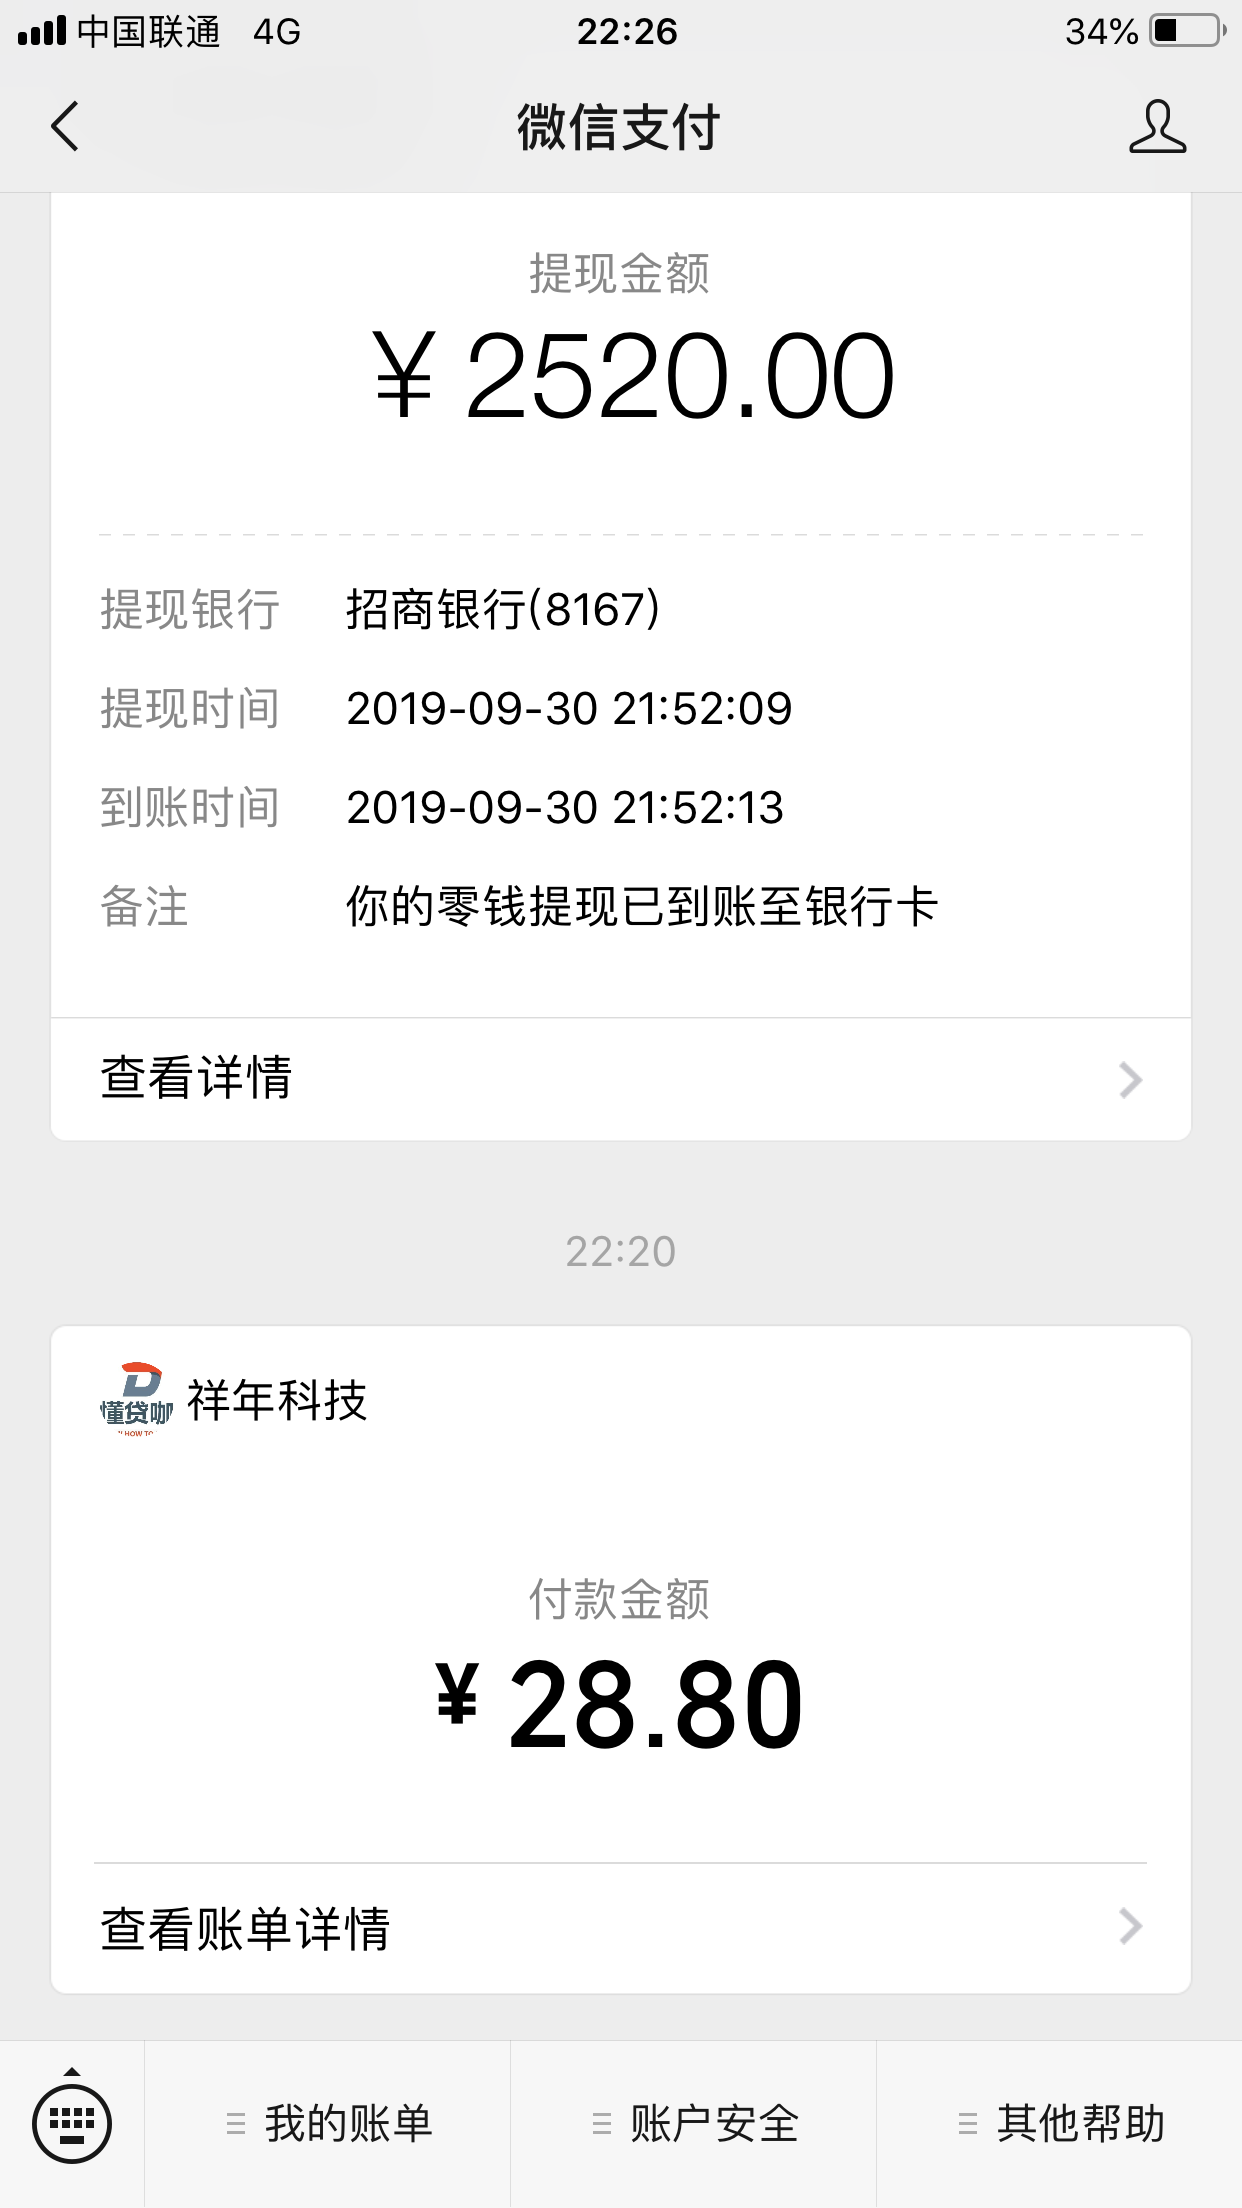 中国联通 4G 22:26 34%
微信支付
提现金额
¥ 2520.00
提现银行 招商银行(8167)
提现时间 2019-09-30 21:52:09
到账时间 2019-09-30 21:52:13
备注 你的零钱提现已到账至银行卡
查看详情
22:20
懂贷咖
HOW TO
祥年科技
付款金额
¥ 28.80
查看账单详情
我的账单 账户安全 其他帮助